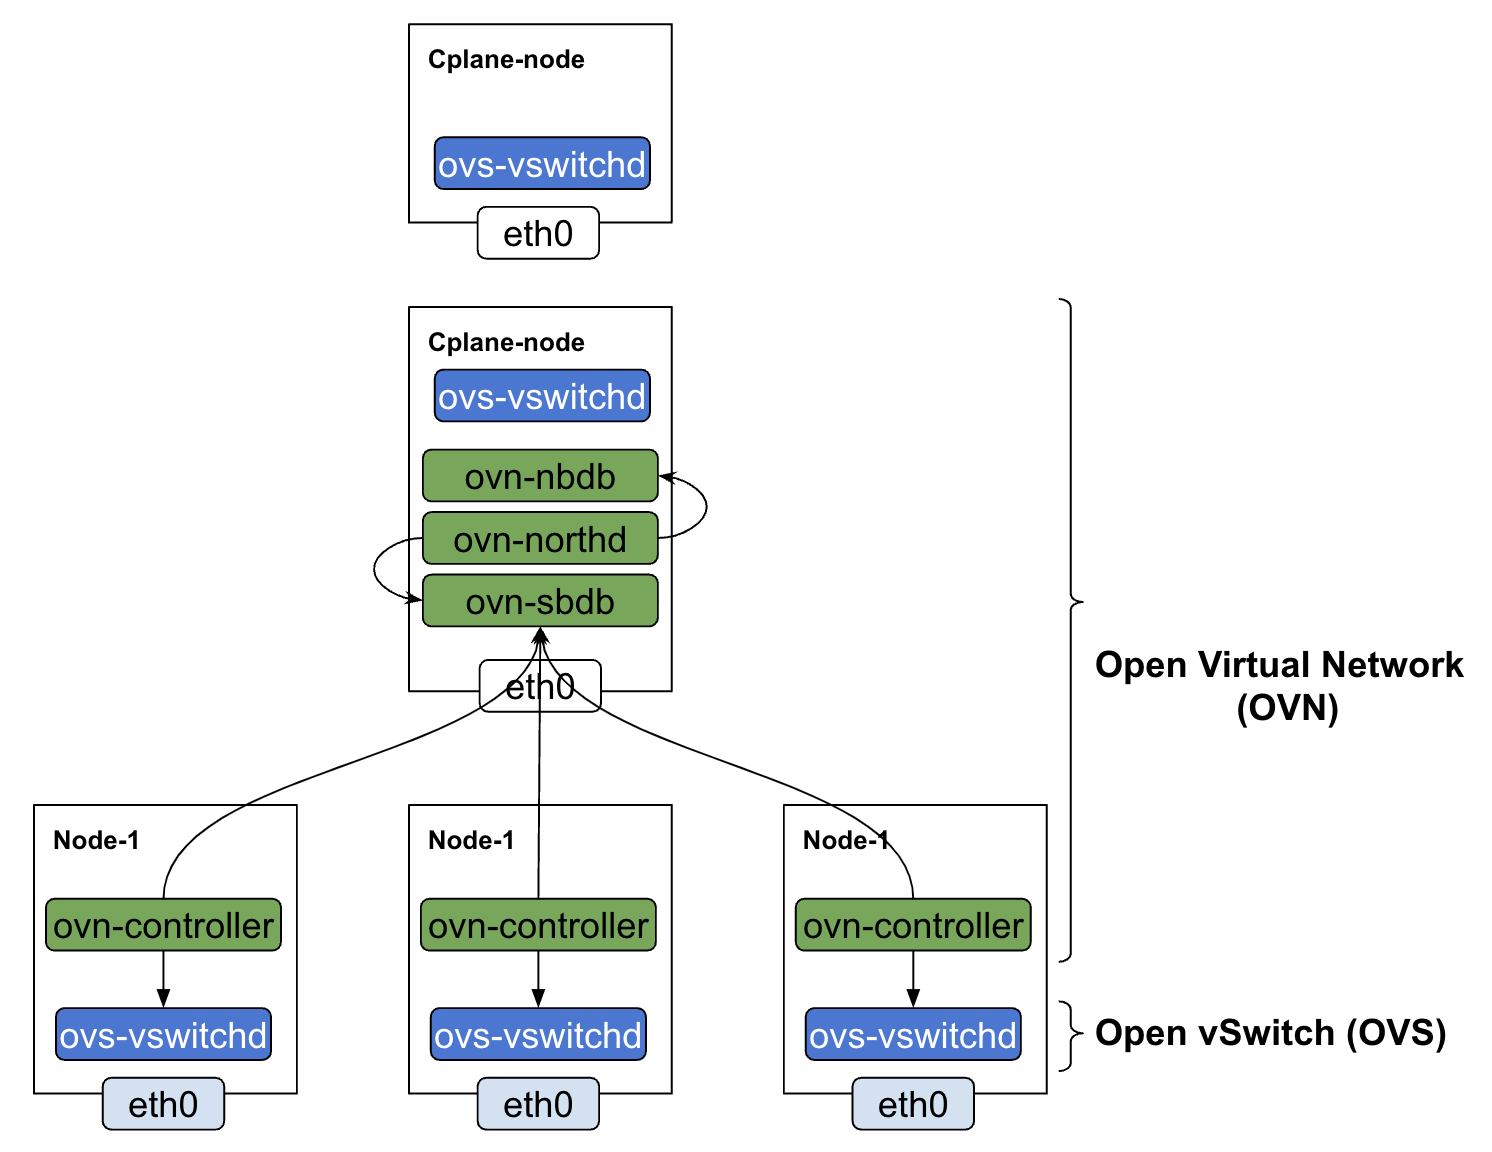 Cplane-node
ovs-vswitchd
eth0
Cplane-node
ovs-vswitchd
ovn-nbdb
ovn-northd
ovn-sbdb
eth0
Open Virtual Network
(OVN)
Node-1
ovn-controller
ovs-vswitchd
eth0
Node-1
ovn-controller
ovs-vswitchd
eth0
Node-1
ovn-controller
ovs-vswitchd
eth0
Open vSwitch (OVS)